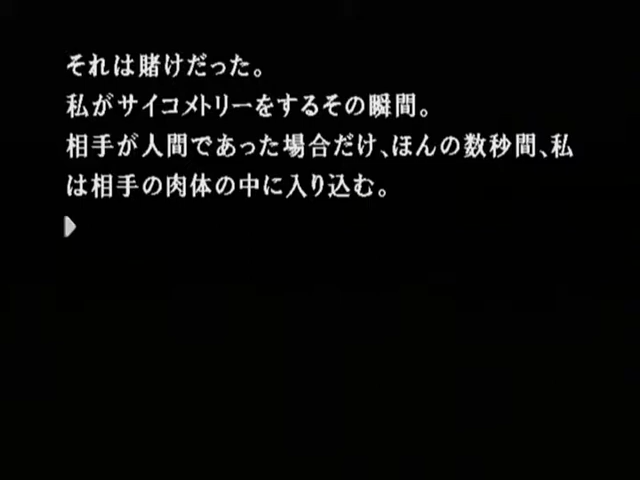 それは賭けだった。
私がサイコメトリーをするその瞬間。
相手が人間であった場合だけ、ほんの数秒間、私
は相手の肉体の中に入り込む。